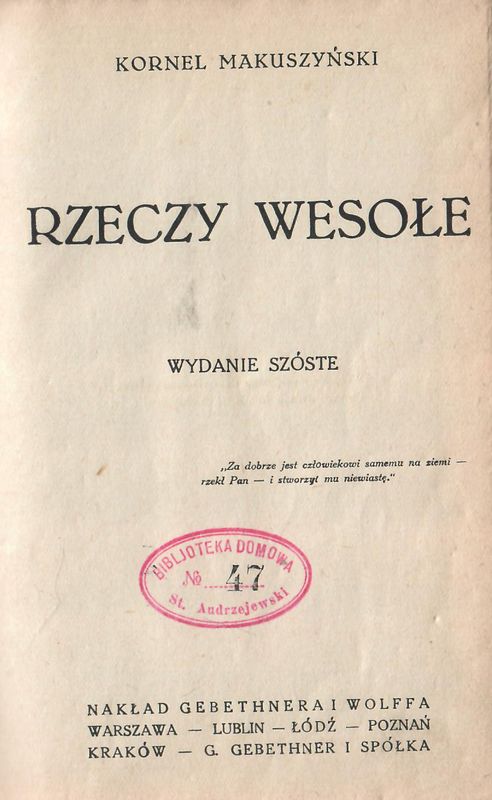 KORNEL MAKUSZYŃSKI
RZECZY WESOŁE
WYDANIE SZÓSTE
„Za dobrze jest człowiekowi samemu na ziemi —
rzekł Pan — i stworzył mu niewiastę."
BIBLJOTEKA DOMOWA
№ 47
St. Andrzejewski
NAKŁAD GEBETHNERA I WOLFFA
WARSZAWA — LUBLIN — ŁÓDŹ — POZNAŃ
KRAKÓW — G. GEBETHNER I SPÓŁKA